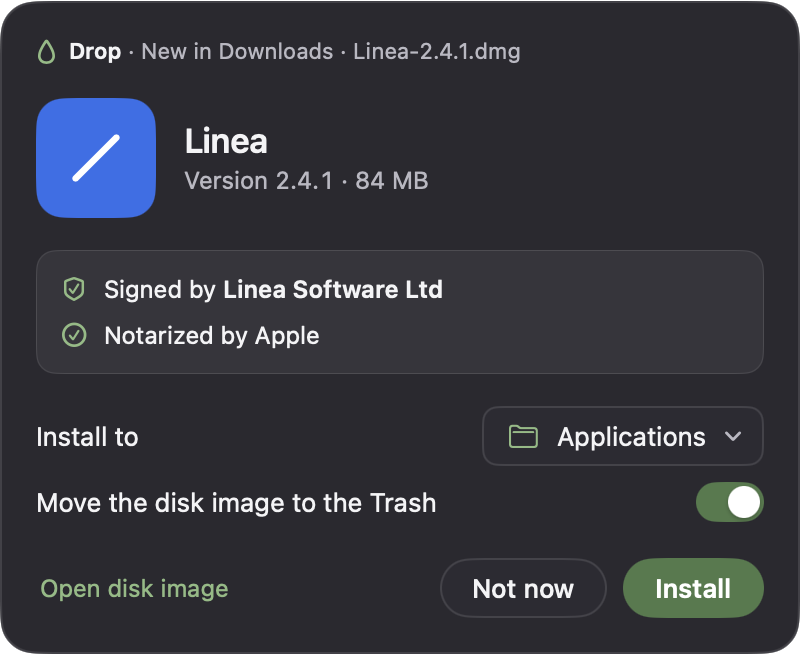 Drop · New in Downloads · Linea-2.4.1.dmg
Linea
Version 2.4.1 · 84 MB
Signed by Linea Software Ltd
Notarized by Apple
Install to
Applications
Move the disk image to the Trash
Open disk image
Not now
Install